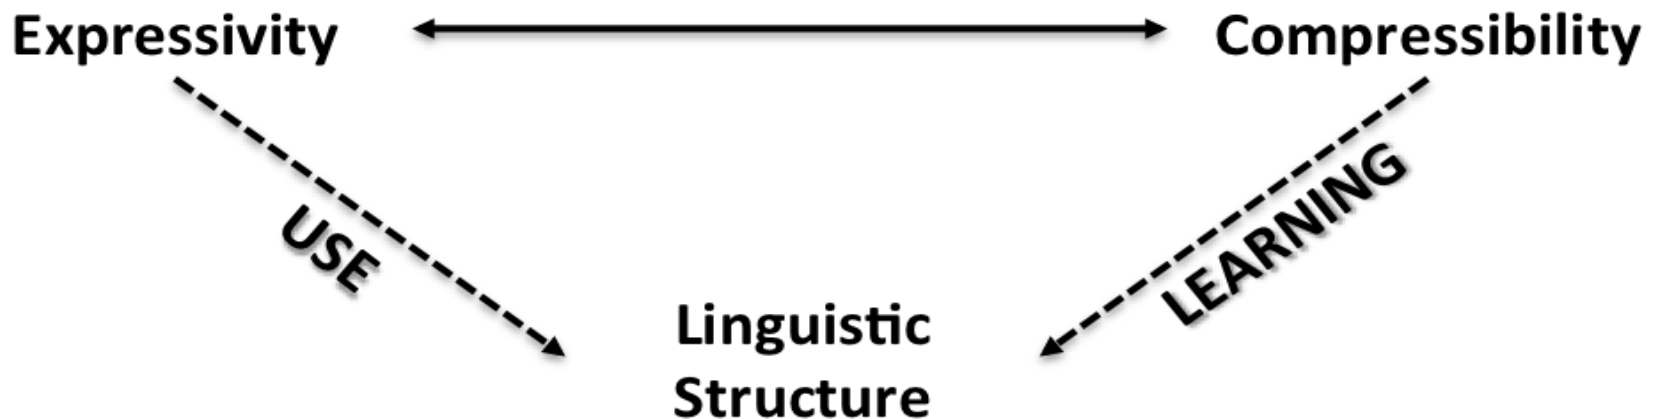 Expressivity
Compressibility
USE
LEARNING
Linguistic
Structure